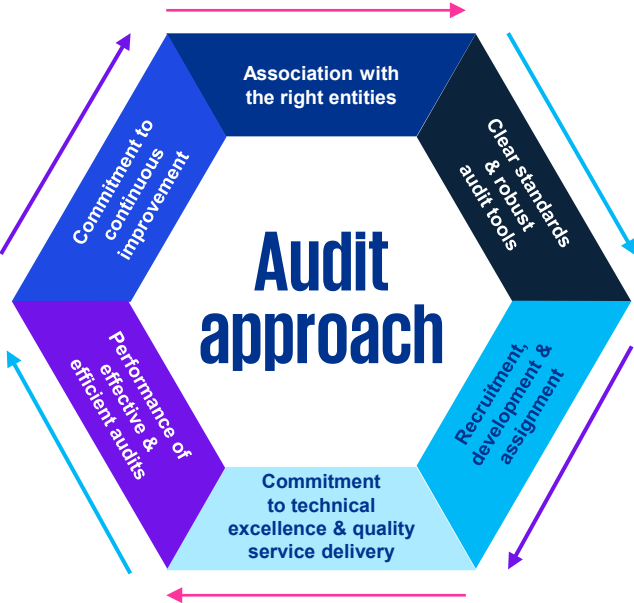 Association with
the right entities
Clear standards
& robust
audit tools
Recruitment,
development &
assignment
Commitment
to technical
excellence & quality
service delivery
Performance of
effective &
efficient audits
Commitment to
continuous
improvement
Audit
approach